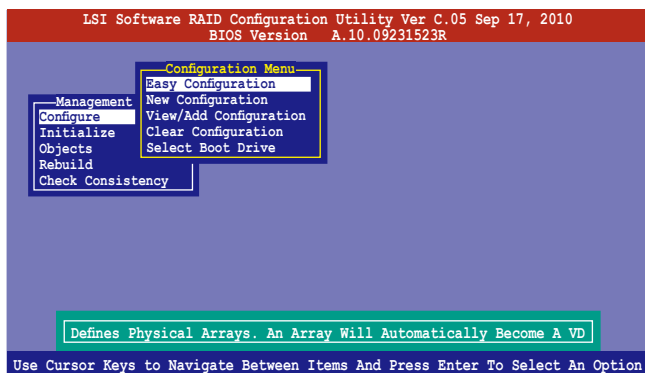 LSI Software RAID Configuration Utility Ver C.05 Sep 17, 2010
BIOS Version A.10.09231523R
Configuration Menu
Easy Configuration
New Configuration
View/Add Configuration
Clear Configuration
Select Boot Drive
Management
Configure
Initialize
Objects
Rebuild
Check Consistency
Defines Physical Arrays. An Array Will Automatically Become A VD
Use Cursor Keys to Navigate Between Items And Press Enter To Select An Option